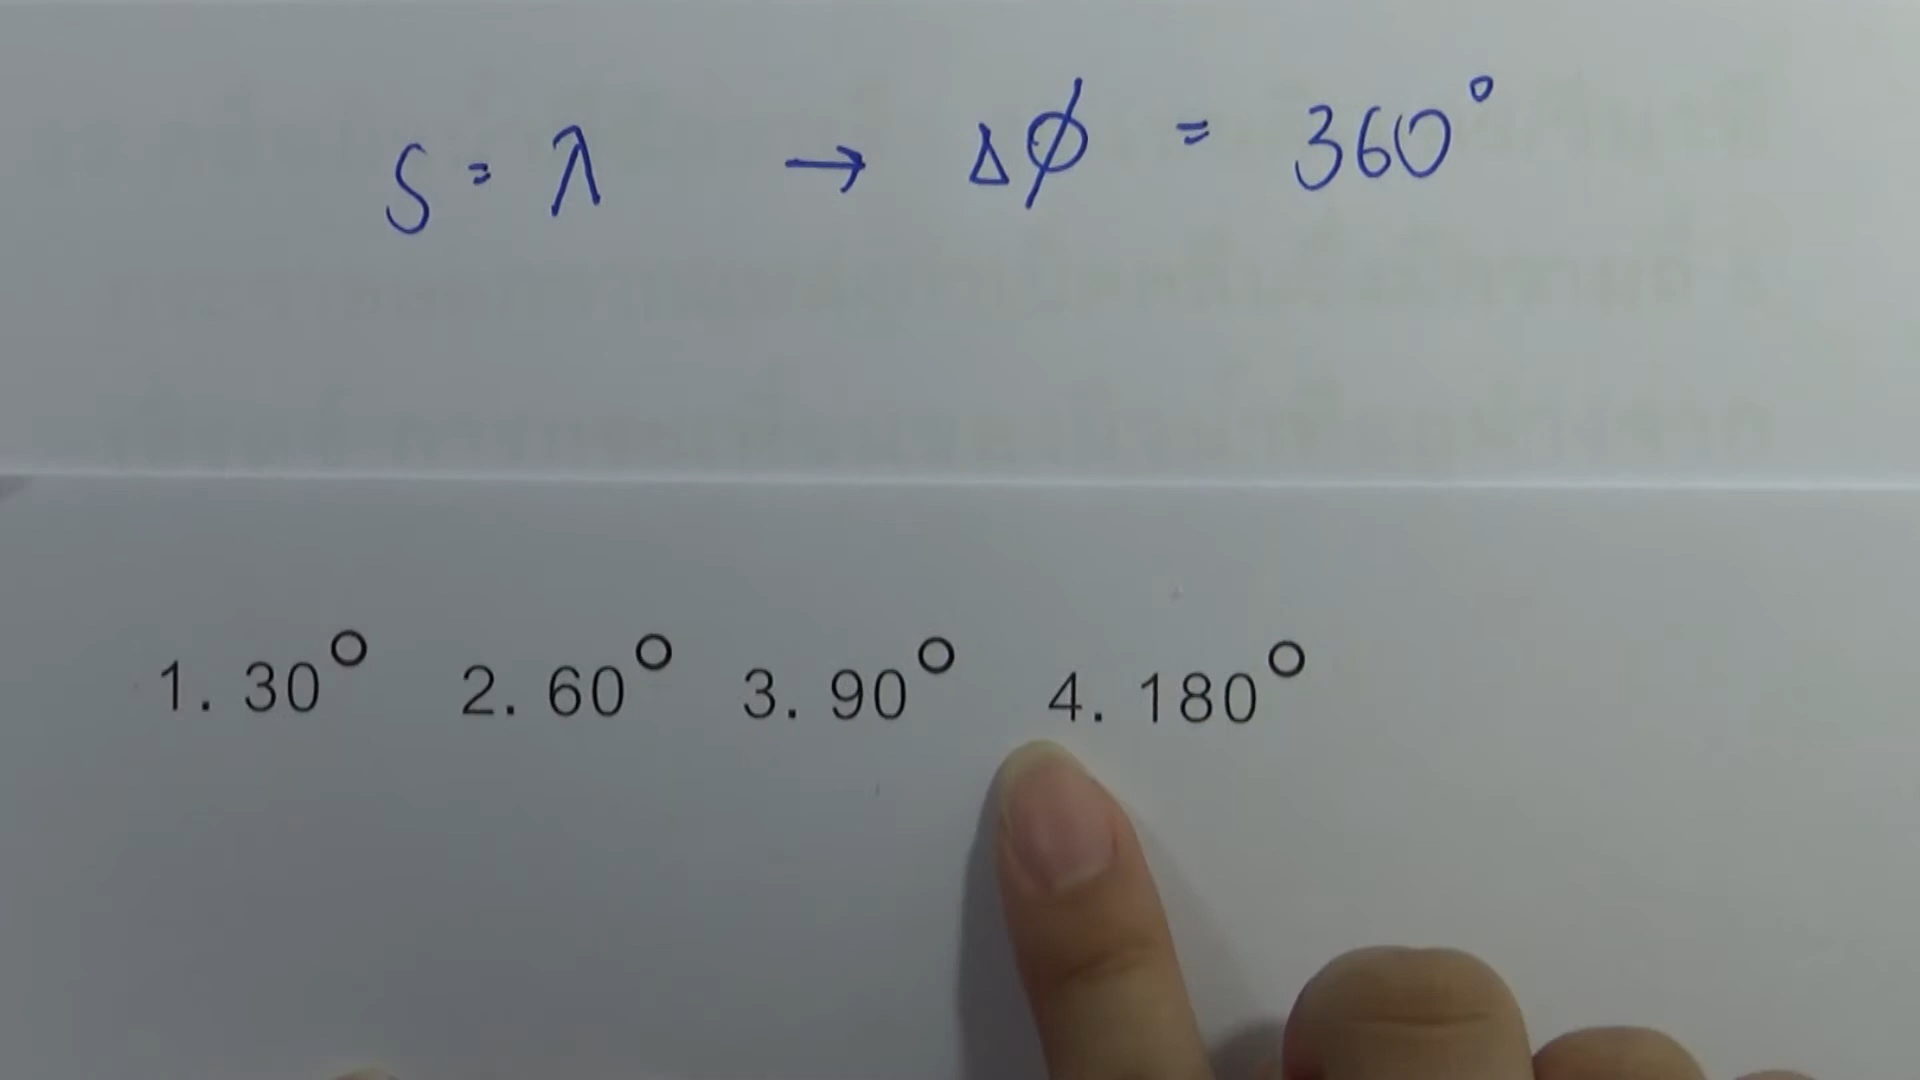 S = λ → Δϕ = 360°
1. 30° 2. 60° 3. 90° 4. 180°